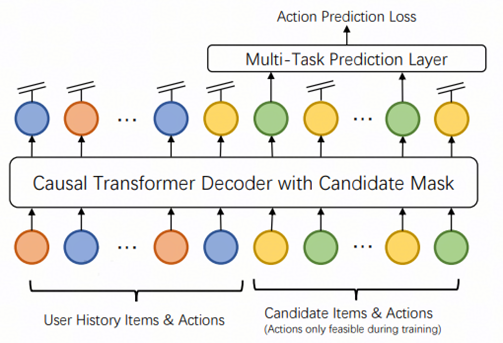 Action Prediction Loss
Multi-Task Prediction Layer
...
...
Causal Transformer Decoder with Candidate Mask
...
...
User History Items & Actions
Candidate Items & Actions
(Actions only feasible during training)